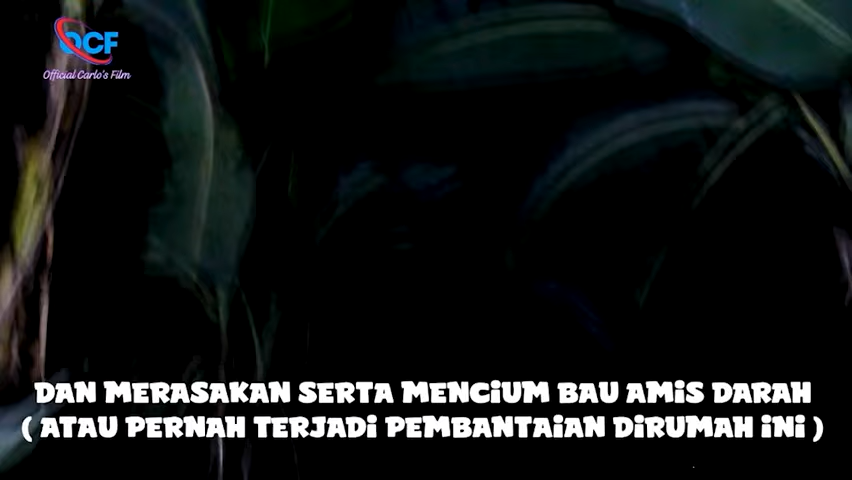 OCF
Official Carlo's Film
DAN MERASAKAN SERTA MENCiUM BAU AMiS DARAH
( ATAU PERNAH TERJADi PEMBANTAiAN DiRUMAH iNi )